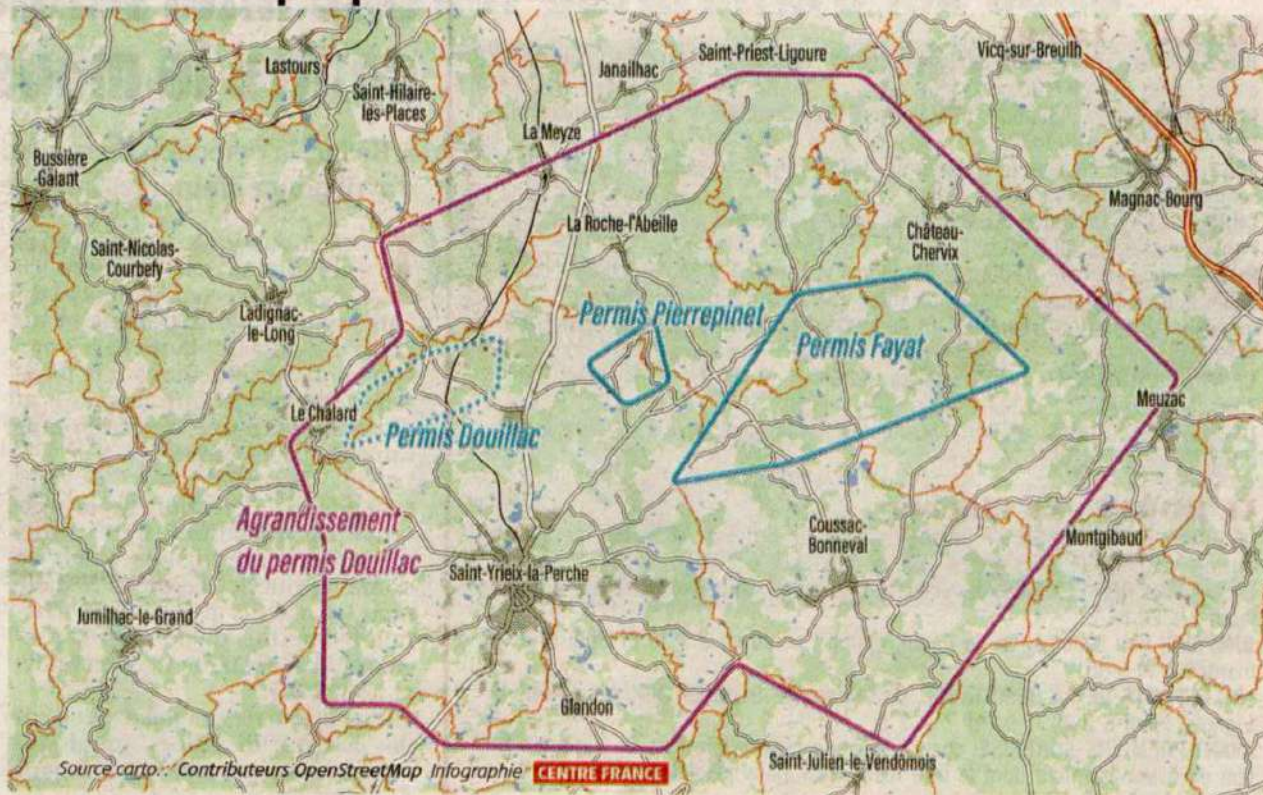 Saint-Priest-Ligoure
Vicq-sur-Breuilh
Lastours
Janailhac
Saint-Hilaire-
les-Places
La Meyze
Bussière
-Galant
Magnac-Bourg
La Roche-l'Abeille
Château-
Chervix
Saint-Nicolas-
Courbefy
Ladignac-
le-Long
Permis Pierrepinet
Permis Fayat
Le Chalard
Meuzac
Permis Douillac
Agrandissement
du permis Douillac
Coussac-
Bonneval
Montgibaud
Saint-Yrieix-la-Perche
Jumilhac-le-Grand
Glandon
Saint-Julien-le-Vendômois
Source carto.: Contributeurs OpenStreetMap Infographie CENTRE FRANCE